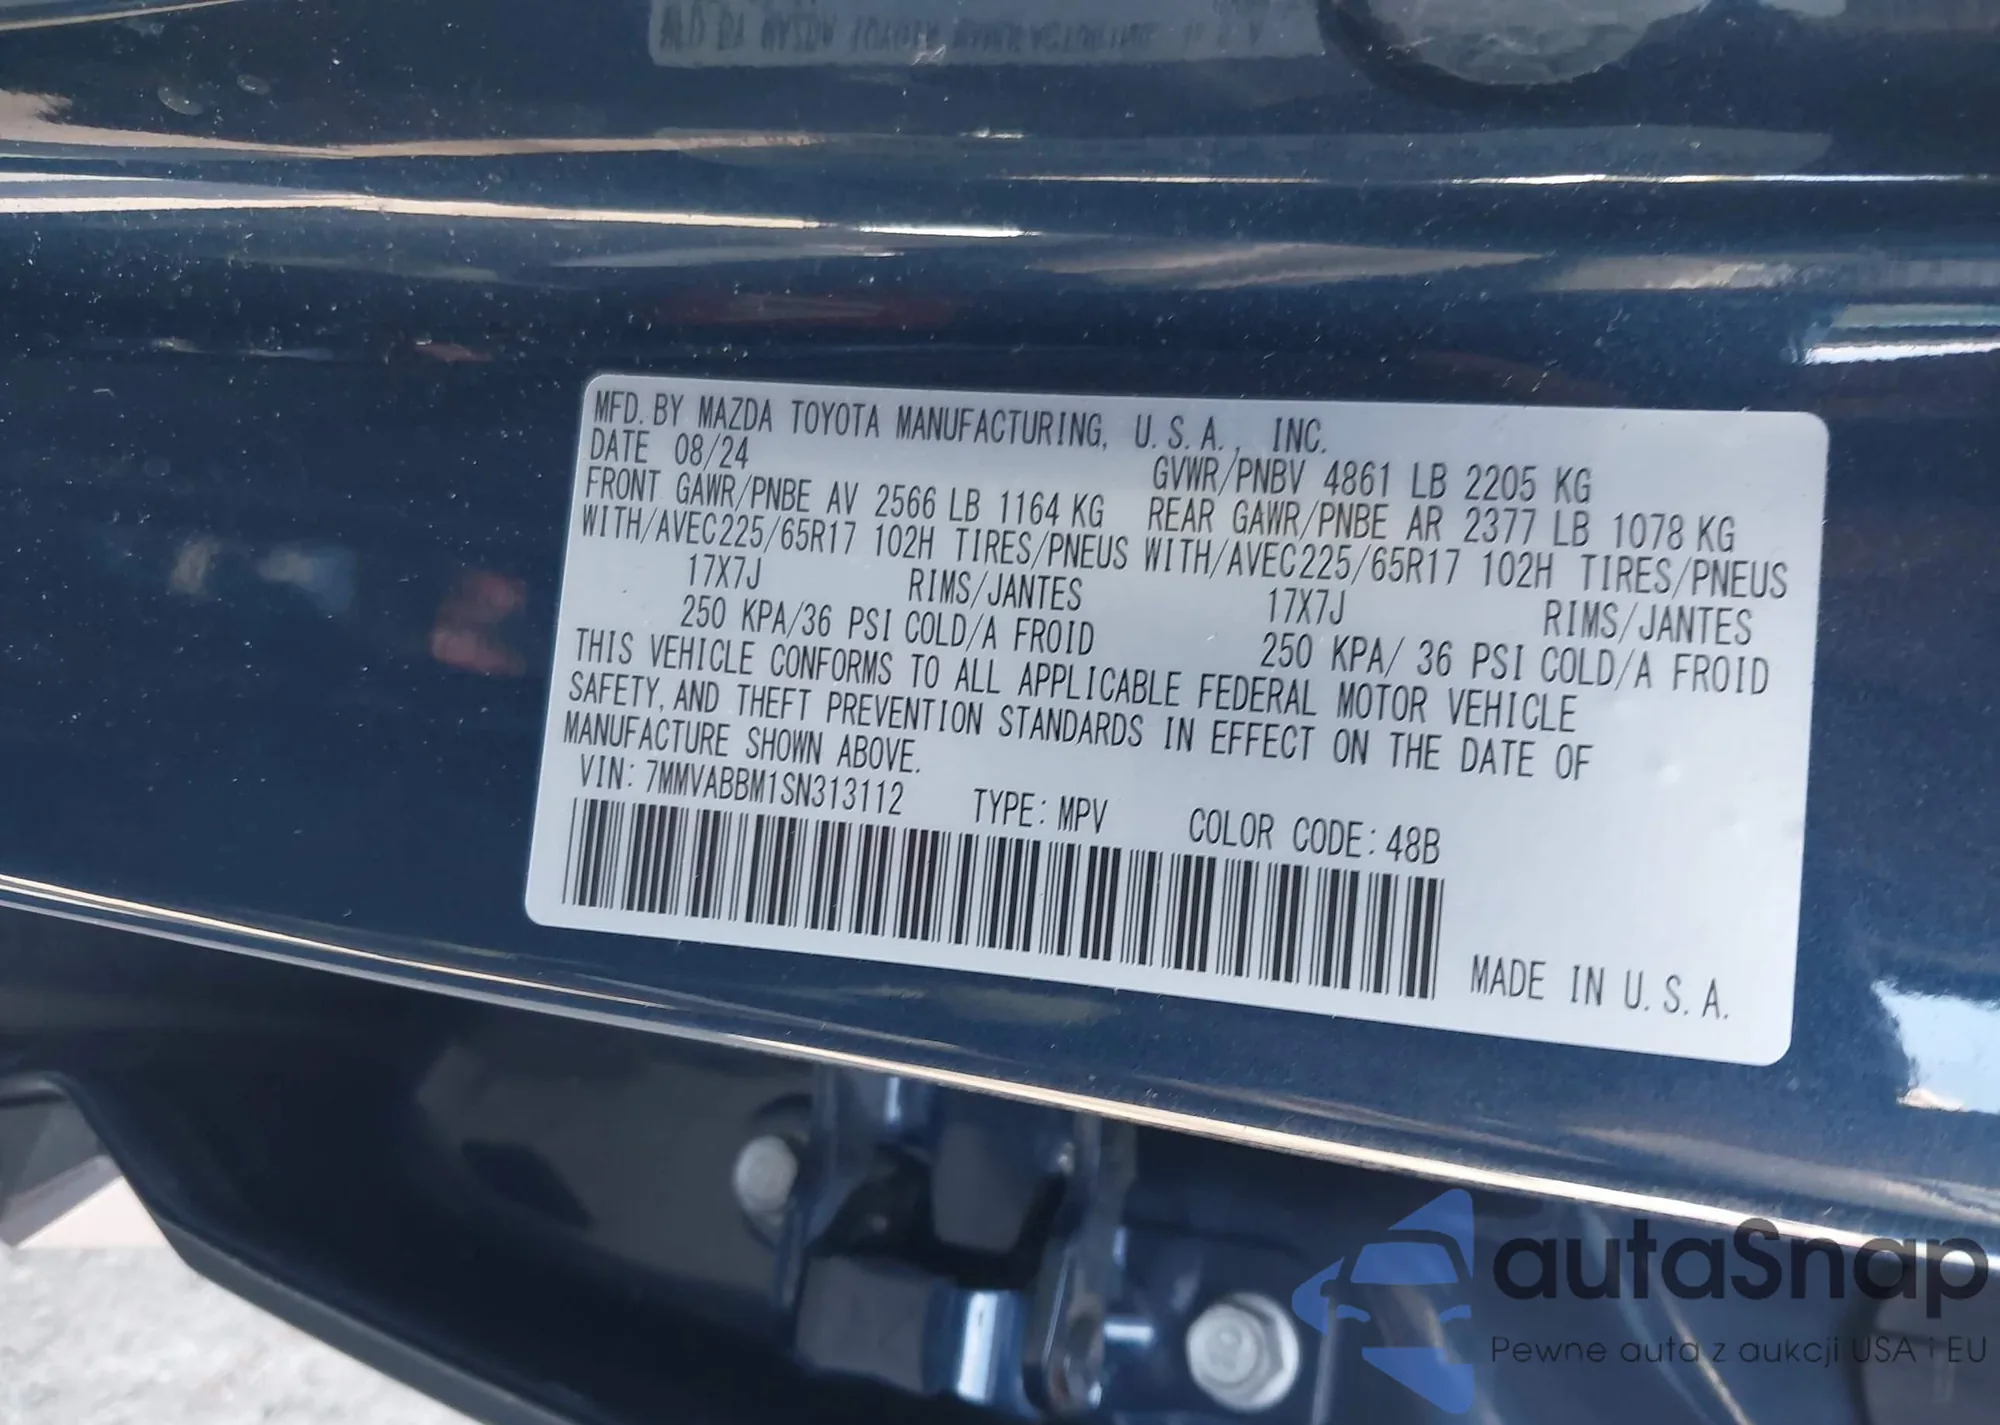 MFD. BY MAZDA TOYOTA MANUFACTURING, U.S.A., INC.
DATE 08/24 GVWR/PNBV 4861 LB 2205 KG
FRONT GAWR/PNBE AV 2566 LB 1164 KG REAR GAWR/PNBE AR 2377 LB 1078 KG
WITH/AVEC225/65R17 102H TIRES/PNEUS WITH/AVEC225/65R17 102H TIRES/PNEUS
17X7J RIMS/JANTES 17X7J RIMS/JANTES
250 KPA/36 PSI COLD/A FROID 250 KPA/ 36 PSI COLD/A FROID
THIS VEHICLE CONFORMS TO ALL APPLICABLE FEDERAL MOTOR VEHICLE
SAFETY, AND THEFT PREVENTION STANDARDS IN EFFECT ON THE DATE OF
MANUFACTURE SHOWN ABOVE.
VIN: 7MMVABBM1SN313112 TYPE: MPV COLOR CODE: 48B
MADE IN U.S.A.
autaSnap
Pewne auta z aukcji USA i EU